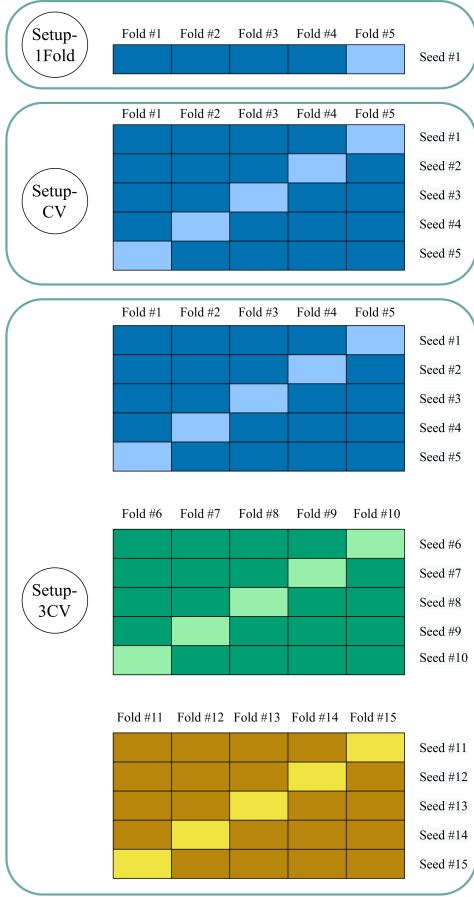 Setup-
1Fold
Fold #1 Fold #2 Fold #3 Fold #4 Fold #5
Seed #1
Setup-
CV
Fold #1 Fold #2 Fold #3 Fold #4 Fold #5
Seed #1
Seed #2
Seed #3
Seed #4
Seed #5
Setup-
3CV
Fold #1 Fold #2 Fold #3 Fold #4 Fold #5
Seed #1
Seed #2
Seed #3
Seed #4
Seed #5
Fold #6 Fold #7 Fold #8 Fold #9 Fold #10
Seed #6
Seed #7
Seed #8
Seed #9
Seed #10
Fold #11 Fold #12 Fold #13 Fold #14 Fold #15
Seed #11
Seed #12
Seed #13
Seed #14
Seed #15